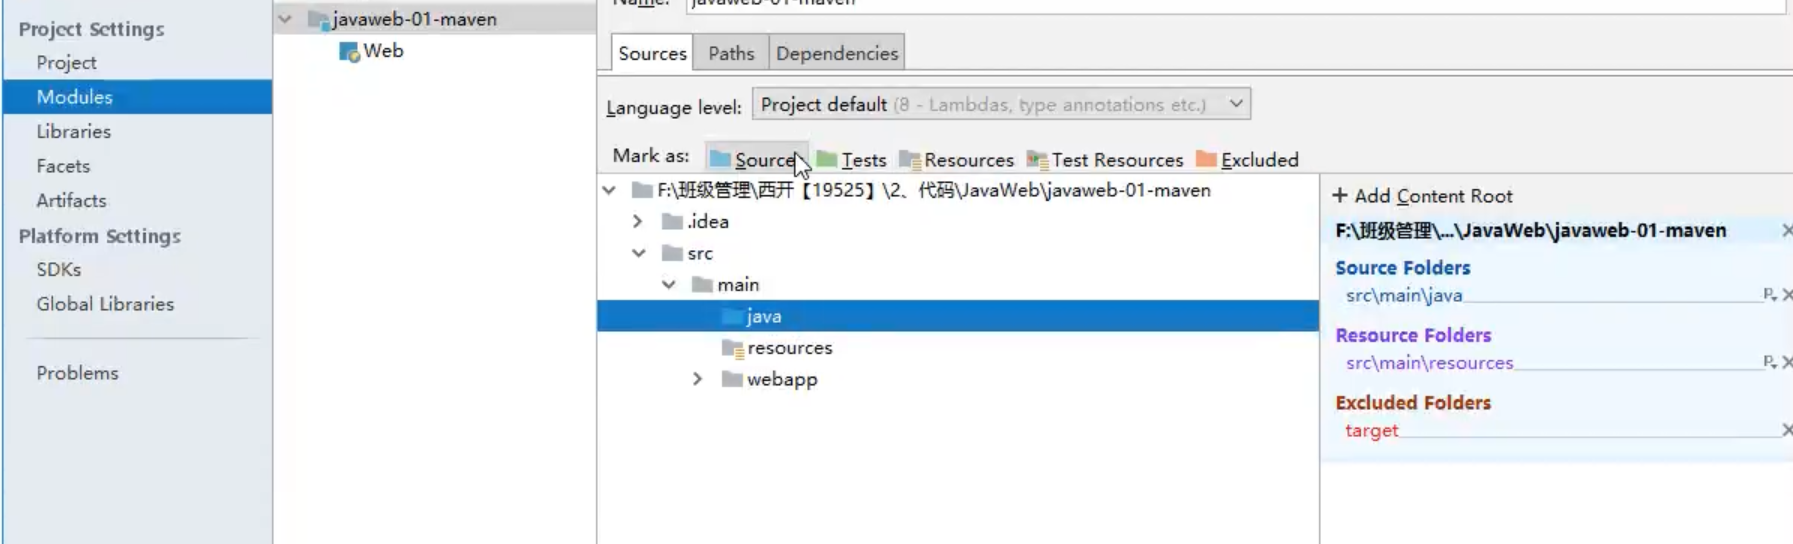 Project Settings
Project
Modules
Libraries
Facets
Artifacts
Platform Settings
SDKs
Global Libraries
Problems
javaweb-01-maven
Web
Name: javaweb-01-maven
Sources Paths Dependencies
Language level: Project default (8 - Lambdas, type annotations etc.)
Mark as: Sources Tests Resources Test Resources Excluded
F:\班级管理\西开【19525】\2、代码\JavaWeb\javaweb-01-maven
.idea
src
main
java
resources
webapp
+ Add Content Root
F:\班级管理\...\JavaWeb\javaweb-01-maven
Source Folders
src\main\java
Resource Folders
src\main\resources
Excluded Folders
target